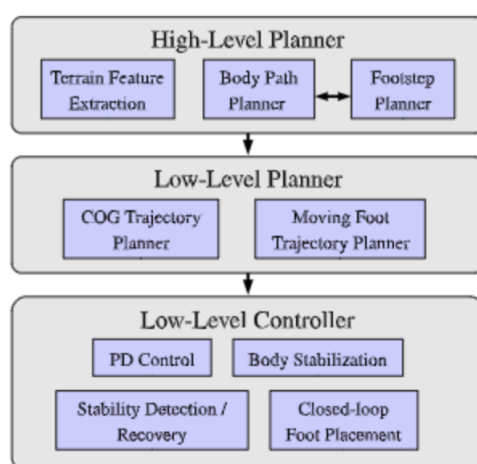 High-Level Planner
Terrain Feature
Extraction
Body Path
Planner
Footstep
Planner
Low-Level Planner
COG Trajectory
Planner
Moving Foot
Trajectory Planner
Low-Level Controller
PD Control
Body Stabilization
Stability Detection /
Recovery
Closed-loop
Foot Placement